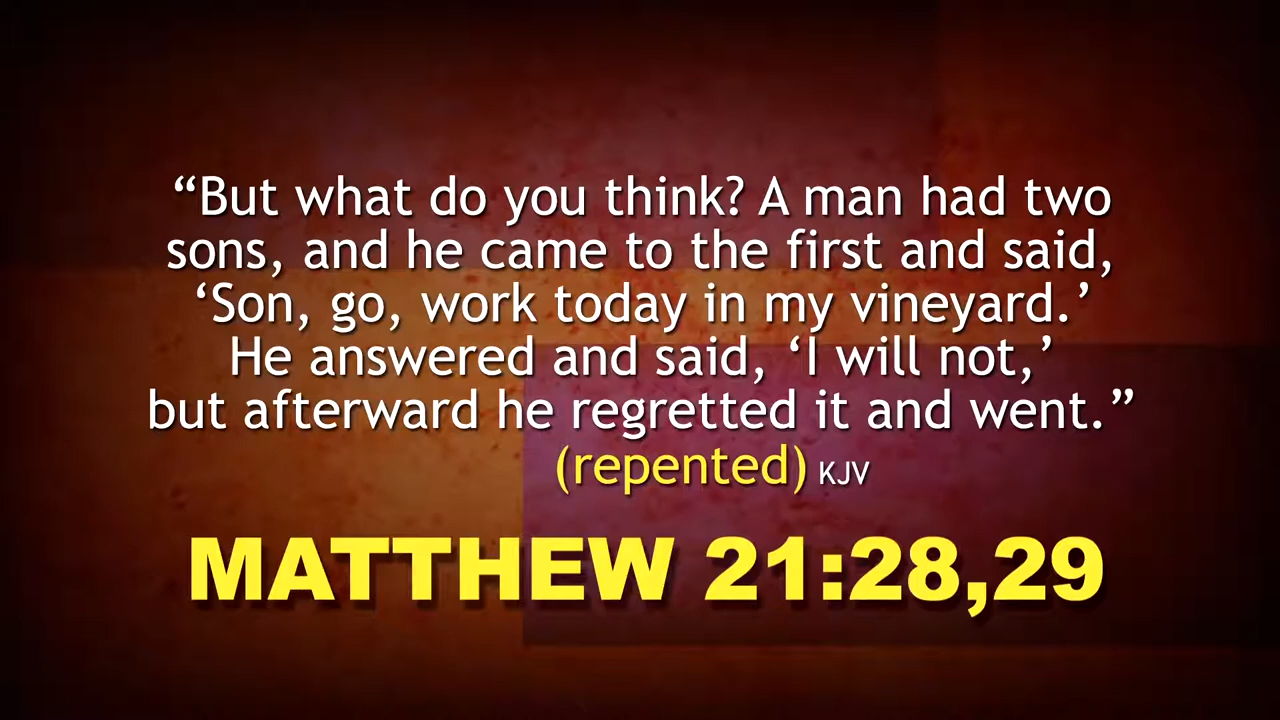 “But what do you think? A man had two
sons, and he came to the first and said,
‘Son, go, work today in my vineyard.’
He answered and said, ‘I will not,’
but afterward he regretted it and went.”
(repented) KJV
MATTHEW 21:28,29